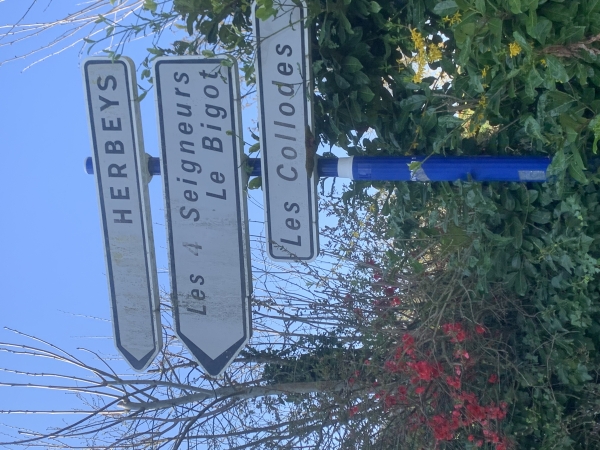 HERBEYS
Les 4 Seigneurs
Le Bigot
Les Collodes